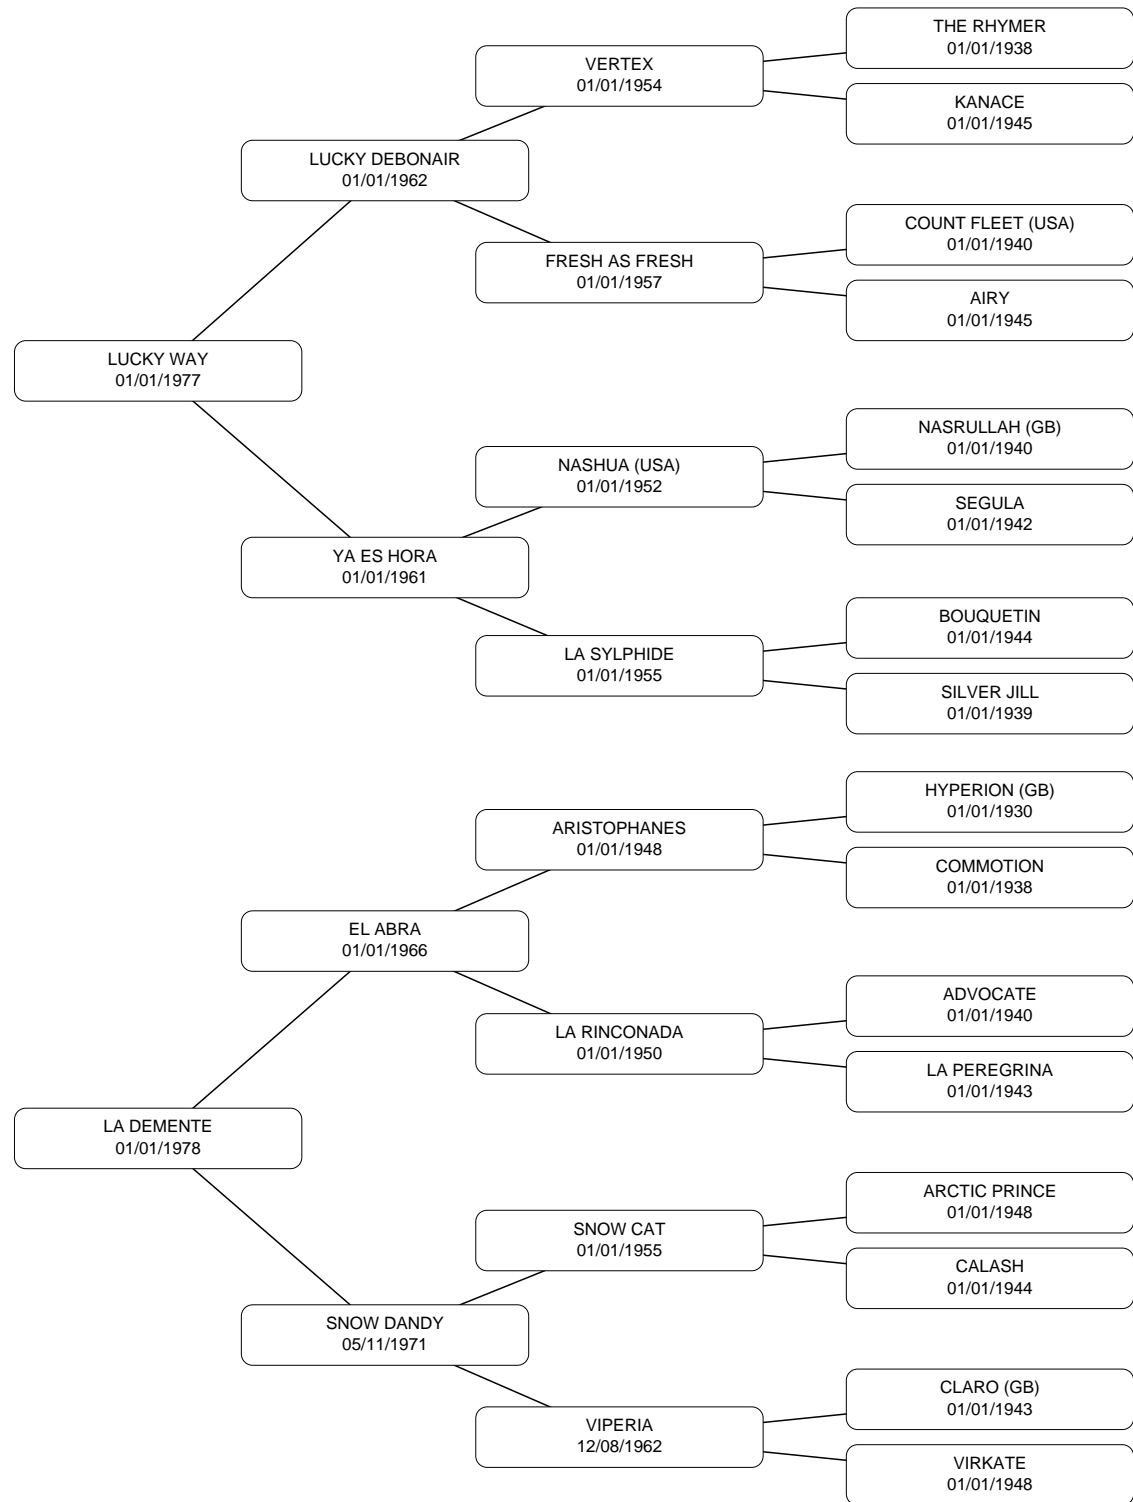 THE RHYMER
01/01/1938
VERTEX
01/01/1954
KANACE
01/01/1945
LUCKY DEBONAIR
01/01/1962
COUNT FLEET (USA)
01/01/1940
FRESH AS FRESH
01/01/1957
AIRY
01/01/1945
LUCKY WAY
01/01/1977
NASRULLAH (GB)
01/01/1940
NASHUA (USA)
01/01/1952
SEGULA
01/01/1942
YA ES HORA
01/01/1961
BOUQUETIN
01/01/1944
LA SYLPHIDE
01/01/1955
SILVER JILL
01/01/1939
HYPERION (GB)
01/01/1930
ARISTOPHANES
01/01/1948
COMMOTION
01/01/1938
EL ABRA
01/01/1966
ADVOCATE
01/01/1940
LA RINCONADA
01/01/1950
LA PEREGRINA
01/01/1943
LA DEMENTE
01/01/1978
ARCTIC PRINCE
01/01/1948
SNOW CAT
01/01/1955
CALASH
01/01/1944
SNOW DANDY
05/11/1971
CLARO (GB)
01/01/1943
VIPERIA
12/08/1962
VIRKATE
01/01/1948